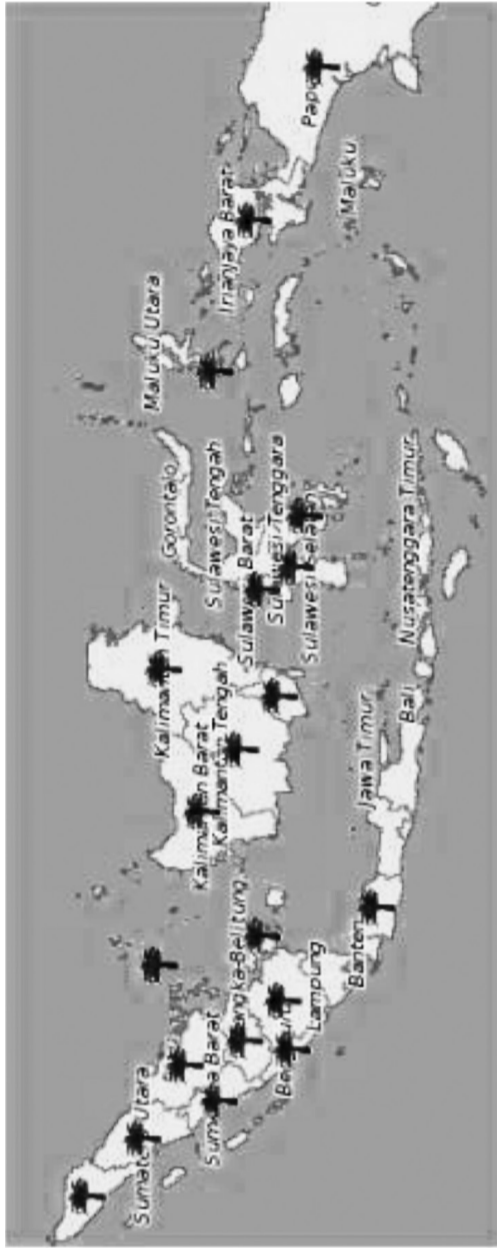 Sumatera Utara
Sumatera Barat
Bangka-Belitung
Lampung
Banten
Jawa Timur
Bali
Nusatenggara Timur
Kalimantan Barat
Kalimantan Tengah
Kalimantan Timur
Gorontalo
Sulawesi Tengah
Sulawesi Barat
Sulawesi Tenggara
Sulawesi Selatan
Maluku Utara
Irianjaya Barat
Maluku
Papua